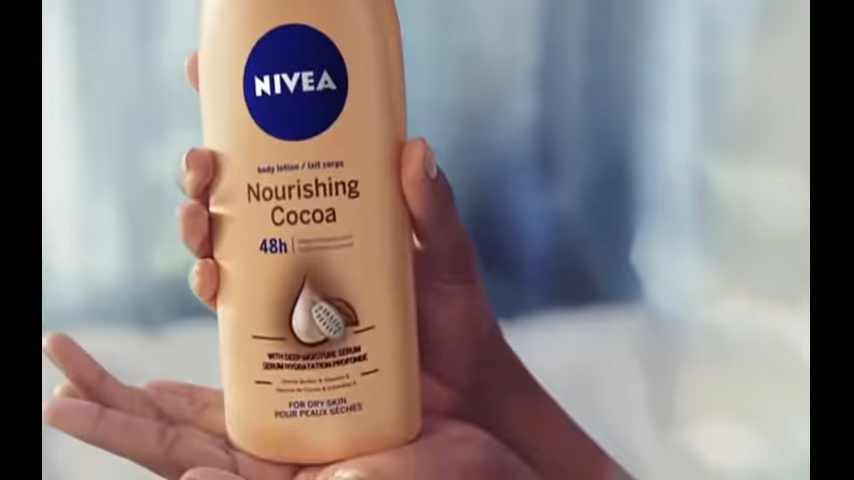 NIVEA
body lotion / lait corps
Nourishing
Cocoa
48h
WITH DEEP MOISTURE SERUM
SÉRUM HYDRATATION PROFONDE
FOR DRY SKIN
POUR PEAUX SÈCHES